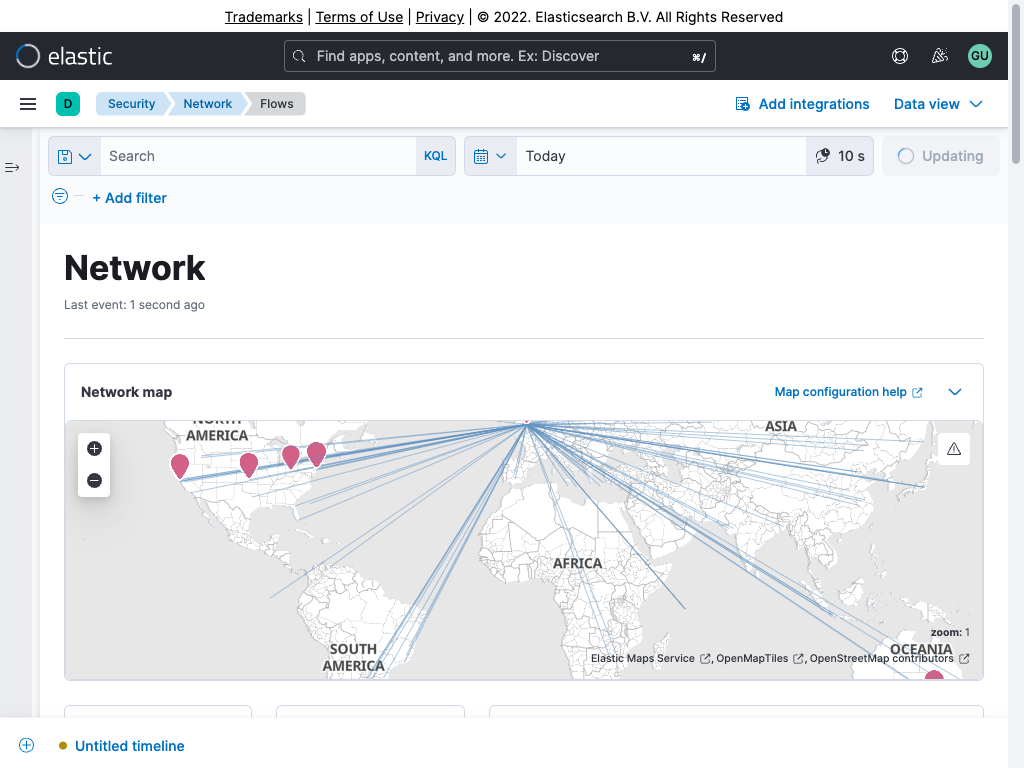 Trademarks | Terms of Use | Privacy | © 2022. Elasticsearch B.V. All Rights Reserved
elastic
Find apps, content, and more. Ex: Discover
⌘/
GU
D
Security
Network
Flows
Add integrations
Data view
Search
KQL
Today
10 s
Updating
+ Add filter
Network
Last event: 1 second ago
Network map
Map configuration help
NORTH
AMERICA
ASIA
AFRICA
SOUTH
AMERICA
zoom: 1
OCEANIA
Elastic Maps Service , OpenMapTiles , OpenStreetMap contributors
Untitled timeline